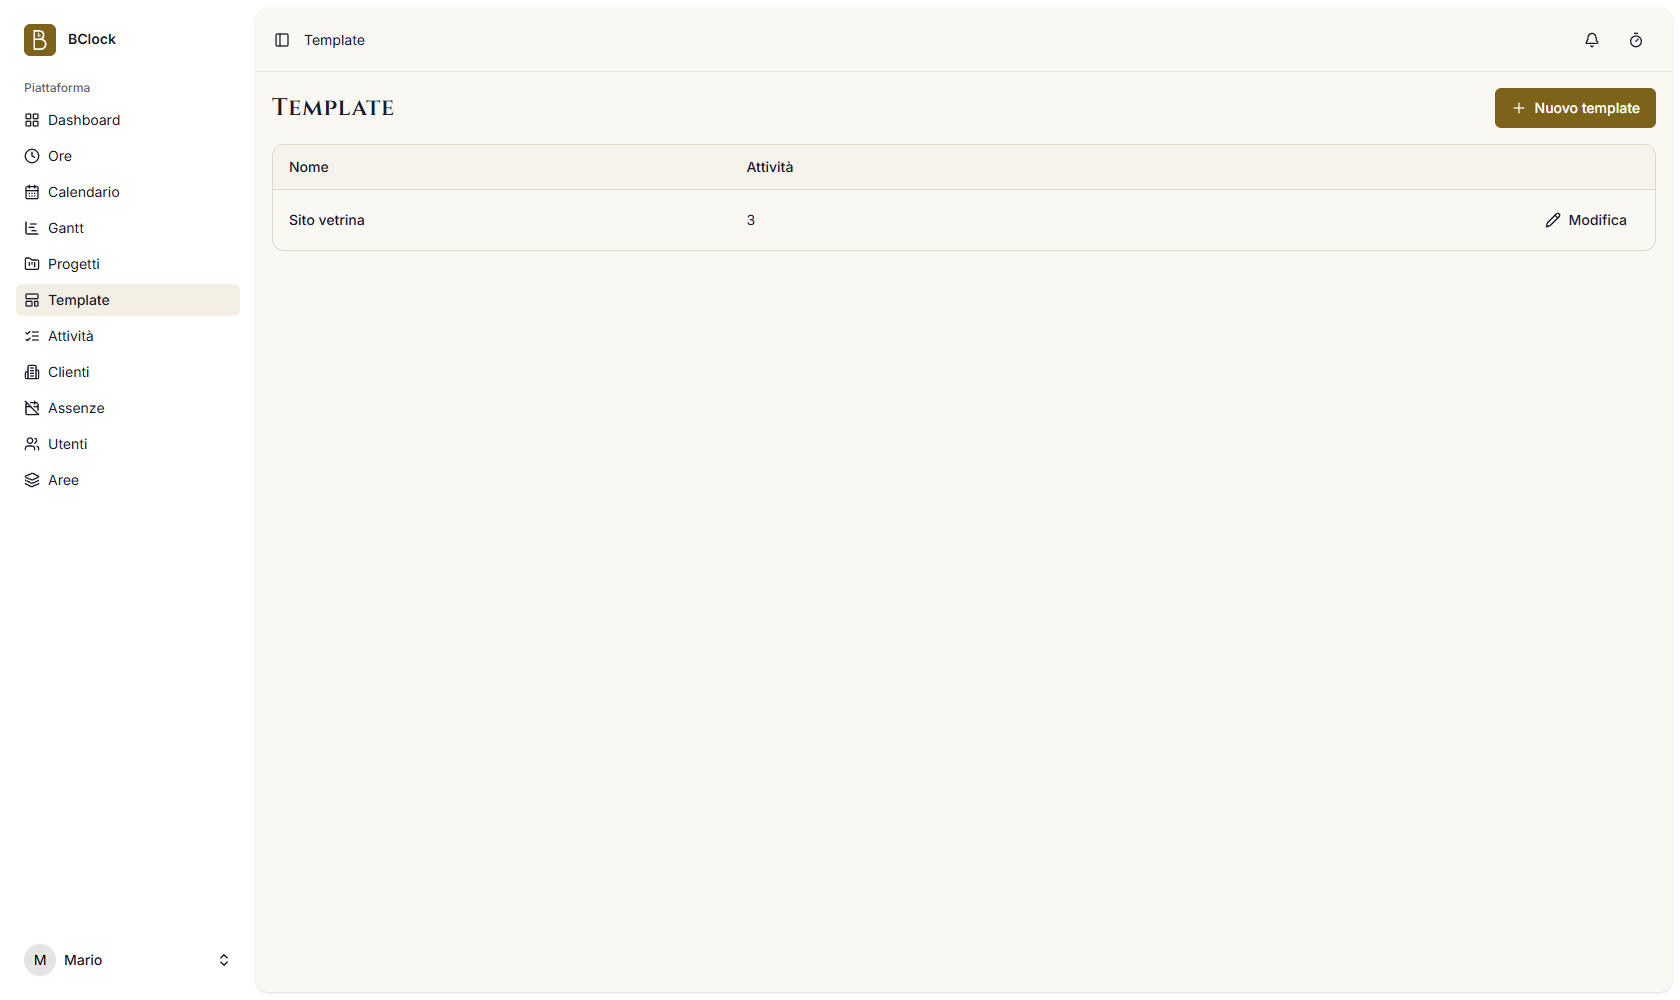 BClock
Piattaforma
Dashboard
Ore
Calendario
Gantt
Progetti
Template
Attività
Clienti
Assenze
Utenti
Aree
M Mario
Template
Template
Nuovo template
Nome Attività
Sito vetrina 3 Modifica